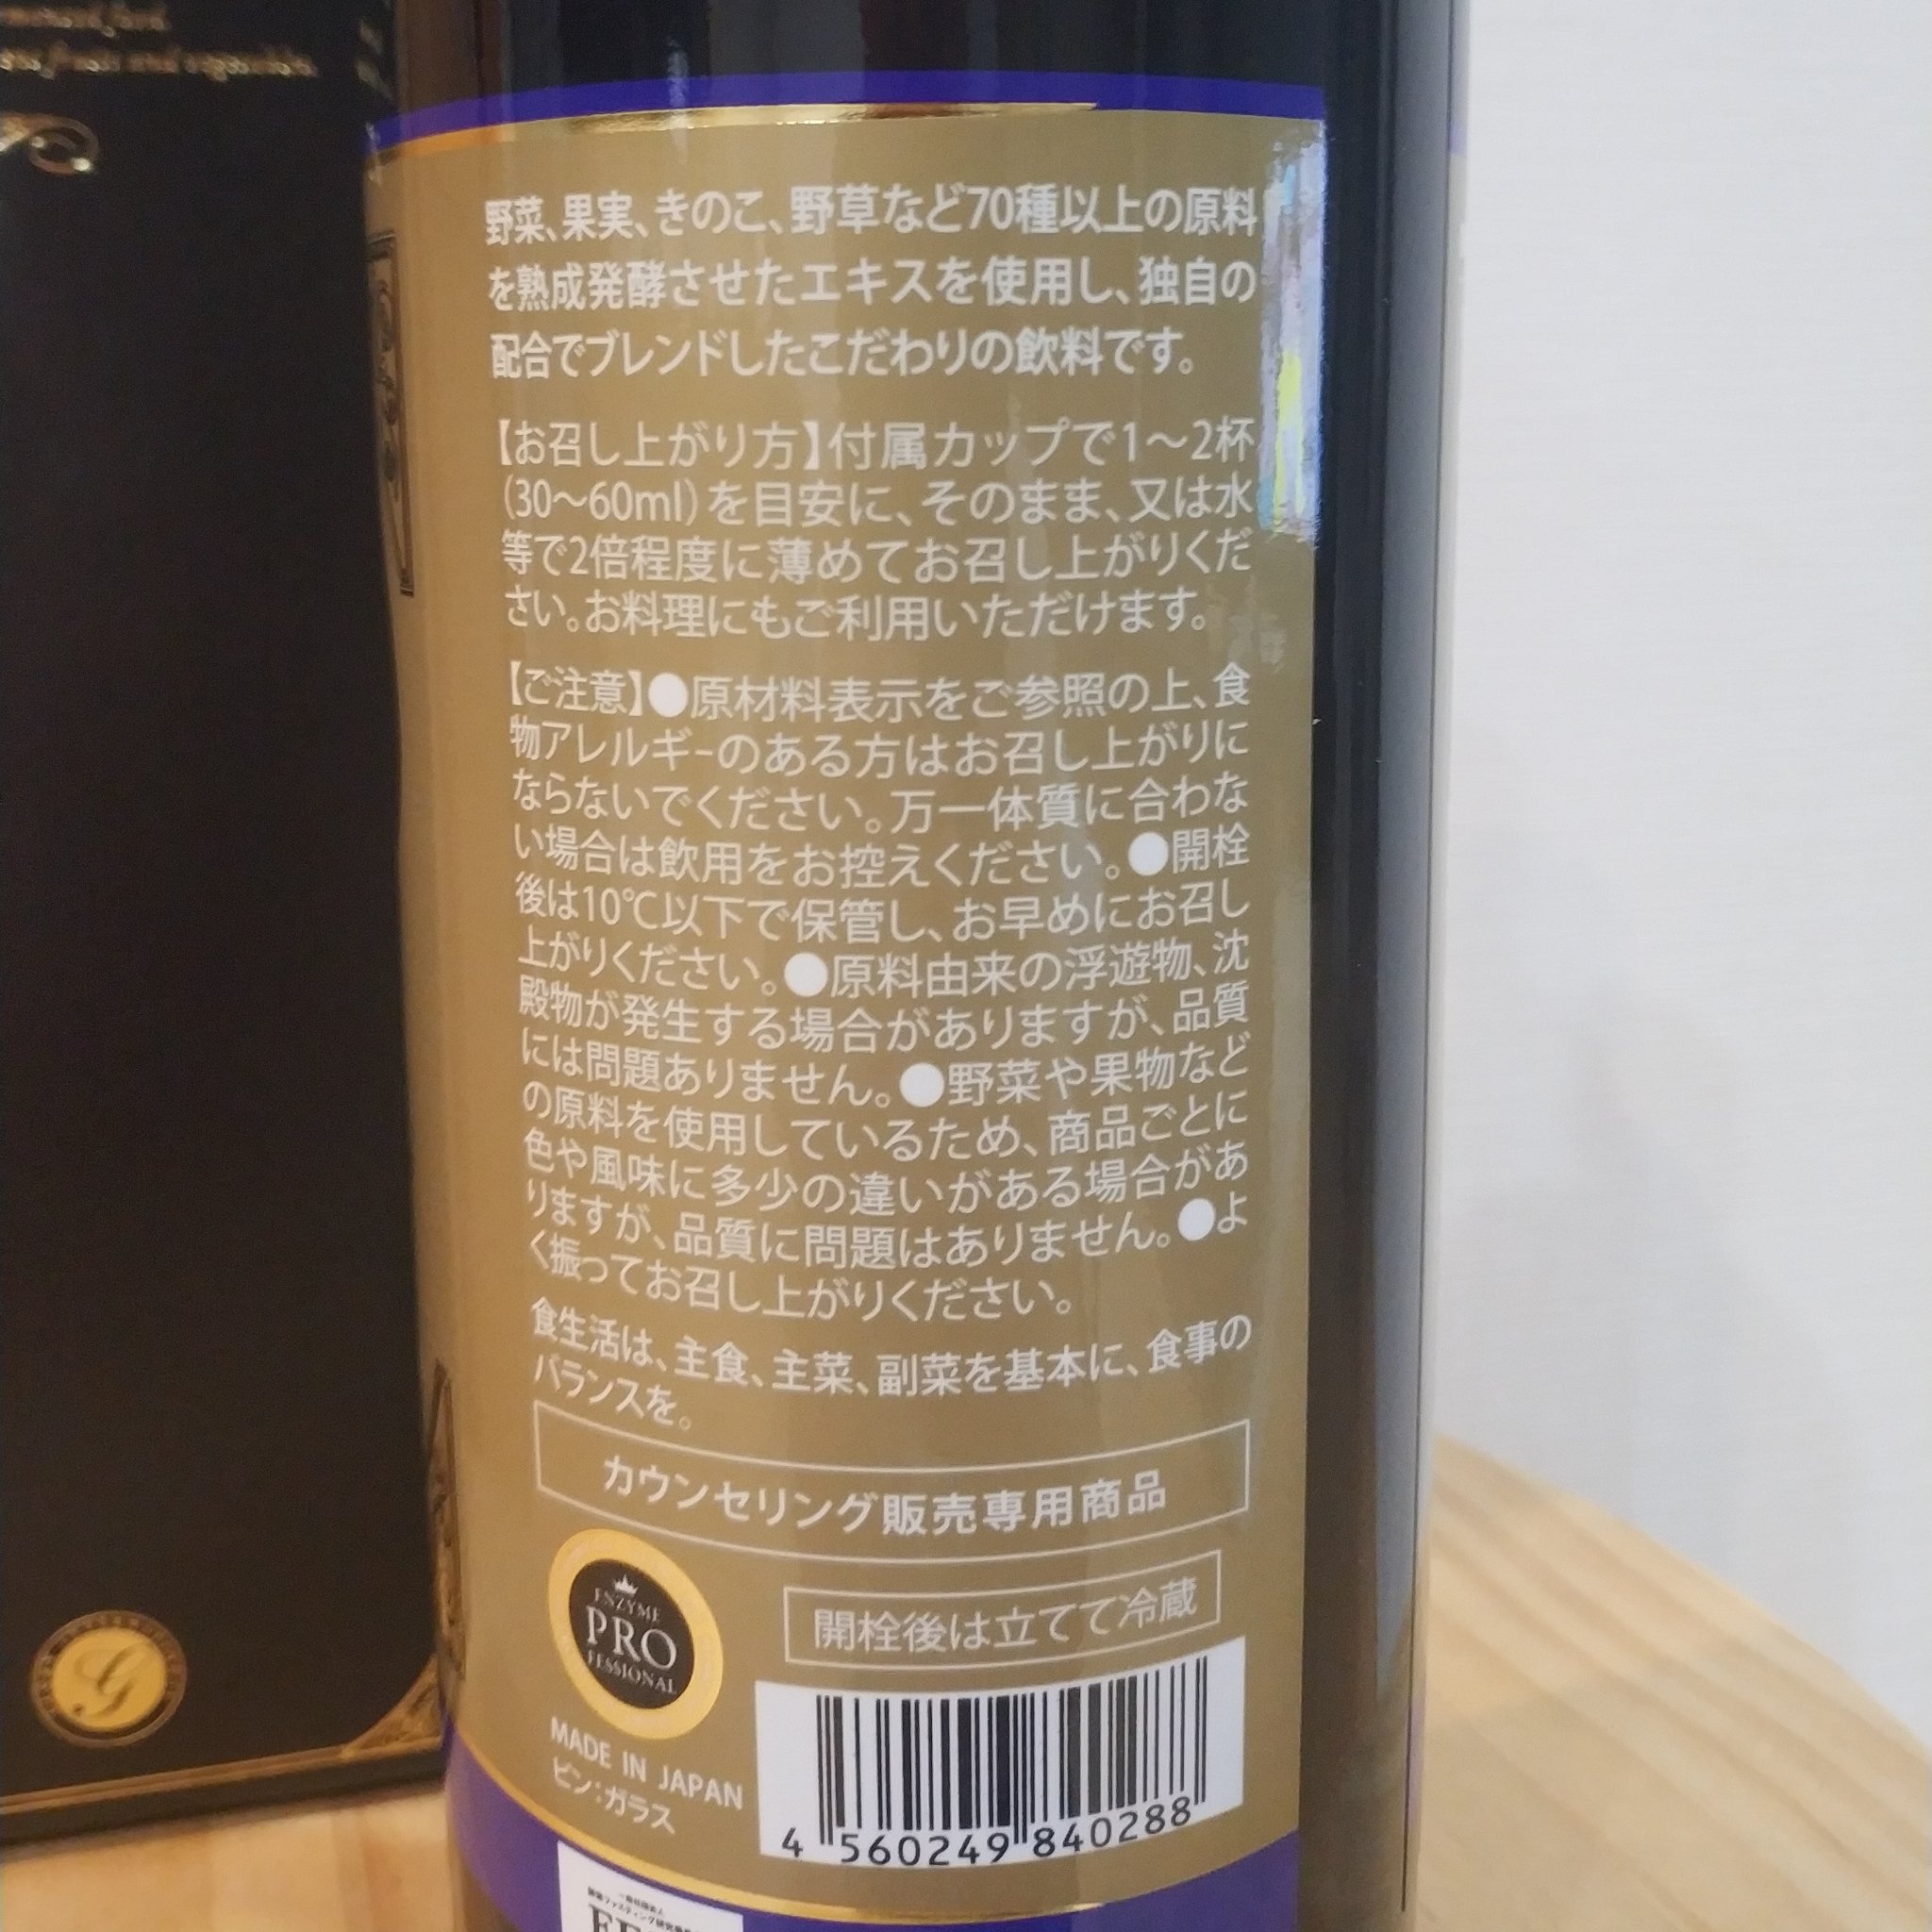 fruits and vegetables.
野菜、果実、きのこ、野草など70種以上の原料
を熟成発酵させたエキスを使用し、独自の
配合でブレンドしたこだわりの飲料です。
【お召し上がり方】付属カップで1〜2杯
(30〜60ml)を目安に、そのまま、又は水
等で2倍程度に薄めてお召し上がりくだ
さい。お料理にもご利用いただけます。
【ご注意】●原材料表示をご参照の上、食
物アレルギーのある方はお召し上がりに
ならないでください。万一体質に合わな
い場合は飲用をお控えください。●開栓
後は10℃以下で保管し、お早めにお召し
上がりください。●原料由来の浮遊物、沈
殿物が発生する場合がありますが、品質
には問題ありません。●野菜や果物など
の原料を使用しているため、商品ごとに
色や風味に多少の違いがある場合があ
りますが、品質に問題はありません。●よ
く振ってお召し上がりください。
食生活は、主食、主菜、副菜を基本に、食事の
バランスを。
カウンセリング販売専用商品
開栓後は立てて冷蔵
ENZYME
PRO
FESSIONAL
MADE IN JAPAN
ビン：ガラス
4 560249 840288
G